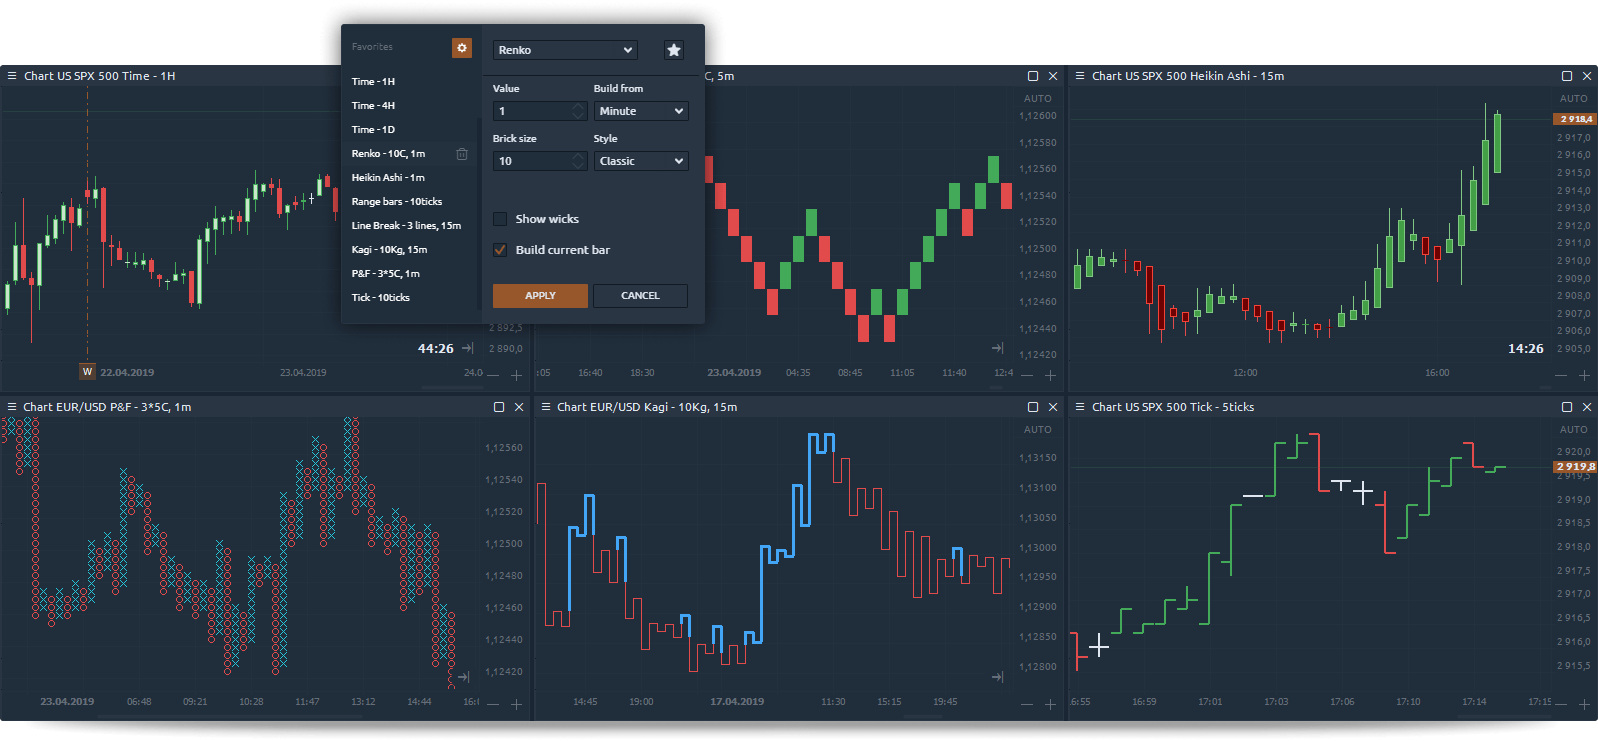 Favorites
Time - 1H
Time - 4H
Time - 1D
Renko - 10C, 1m
Heikin Ashi - 1m
Range bars - 10ticks
Line Break - 3 lines, 15m
Kagi - 10Kg, 15m
P&F - 3*5C, 1m
Tick - 10ticks
Renko
Value
Build from
1
Minute
Brick size
Style
10
Classic
Show wicks
Build current bar
APPLY
CANCEL
Chart US SPX 500 Time - 1H
2 892,5
44:26
2 890,0
W
22.04.2019
23.04.2019
24.0
C, 5m
AUTO
1,12600
1,12580
1,12560
1,12540
1,12520
1,12500
1,12480
1,12460
1,12440
1,12420
:05
16:40
18:30
23.04.2019
04:35
08:45
11:05
11:40
12:4
Chart US SPX 500 Heikin Ashi - 15m
AUTO
2 918,4
2 917,0
2 916,0
2 915,0
2 914,0
2 913,0
2 911,0
2 910,0
2 909,0
2 908,0
2 907,0
2 906,0
2 905,0
14:26
12:00
16:00
Chart EUR/USD P&F - 3*5C, 1m
1,12560
1,12540
1,12520
1,12500
1,12480
1,12460
1,12440
1,12420
23.04.2019
06:48
09:21
10:28
11:47
13:12
14:44
16:0
Chart EUR/USD Kagi - 10Kg, 15m
AUTO
1,13150
1,13100
1,13050
1,13000
1,12950
1,12900
1,12850
1,12800
14:45
19:00
17.04.2019
11:30
15:15
19:45
Chart US SPX 500 Tick - 5ticks
AUTO
2 920,0
2 919,8
2 919,5
2 919,0
2 918,5
2 918,0
2 917,5
2 917,0
2 916,5
2 916,0
2 915,5
:55
16:59
17:01
17:03
17:06
17:10
17:14
17:15